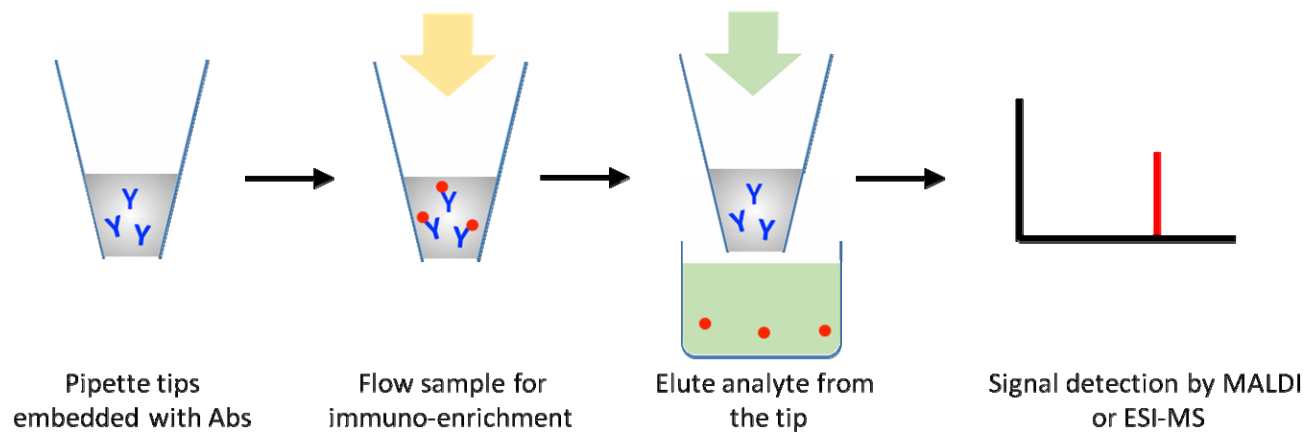 Pipette tips
embedded with Abs
Flow sample for
immuno-enrichment
Elute analyte from
the tip
Signal detection by MALDI
or ESI-MS